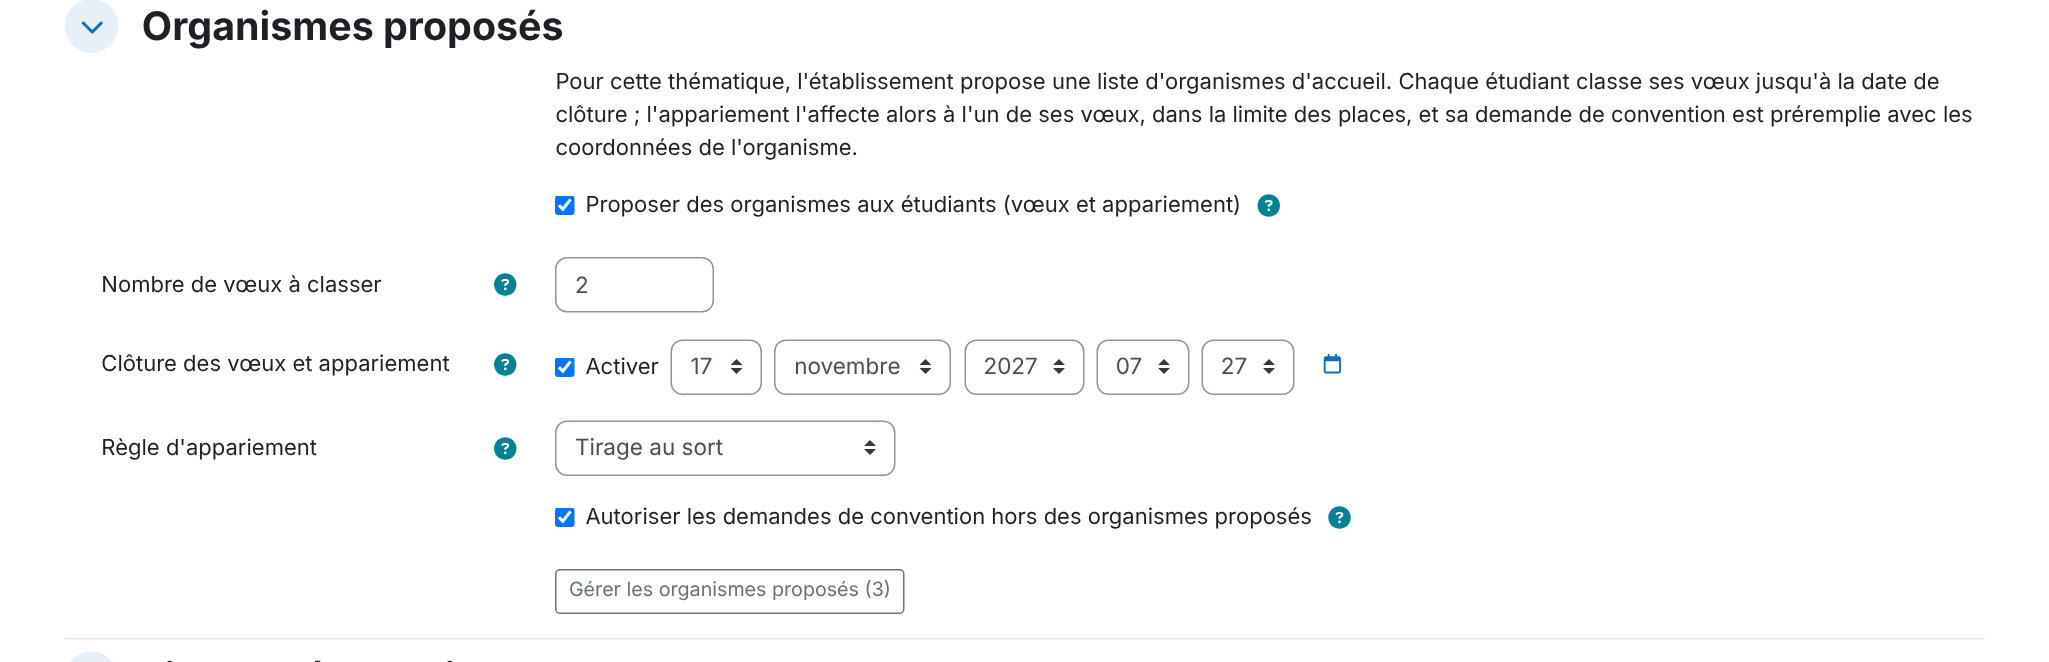 Organismes proposés
Pour cette thématique, l'établissement propose une liste d'organismes d'accueil. Chaque étudiant classe ses vœux jusqu'à la date de
clôture ; l'appariement l'affecte alors à l'un de ses vœux, dans la limite des places, et sa demande de convention est préremplie avec les
coordonnées de l'organisme.
Proposer des organismes aux étudiants (vœux et appariement) ?
Nombre de vœux à classer ? 2
Clôture des vœux et appariement ? Activer 17 novembre 2027 07 27
Règle d'appariement ? Tirage au sort
Autoriser les demandes de convention hors des organismes proposés ?
Gérer les organismes proposés (3)